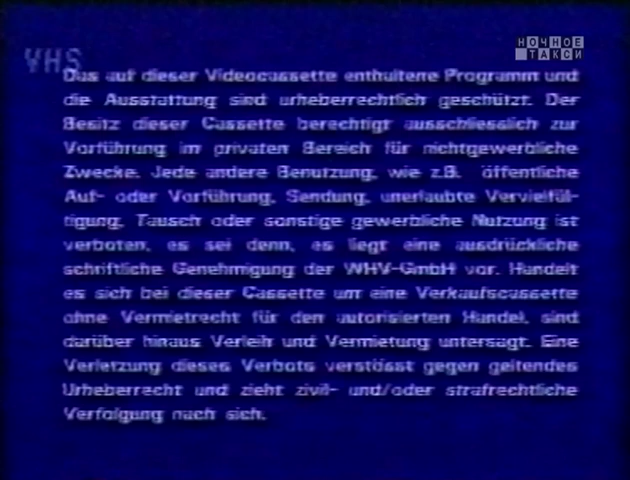 НОЧНОЕ
ТАКСИ
VHS
Das auf dieser Videocassette enthaltene Programm und
die Ausstattung sind urheberrechtlich geschützt. Der
Besitz dieser Cassette berechtigt ausschliesslich zur
Vorführung im privaten Bereich für nichtgewerbliche
Zwecke. Jede andere Benutzung, wie z.B. öffentliche
Auf- oder Vorführung, Sendung, unerlaubte Vervielfäl-
tigung, Tausch oder sonstige gewerbliche Nutzung ist
verboten, es sei denn, es liegt eine ausdrückliche
schriftliche Genehmigung der WHV-GmbH vor. Handelt
es sich bei dieser Cassette um eine Verkaufscassette
ohne Vermietrecht für den autorisierten Handel, sind
darüber hinaus Verleih und Vermietung untersagt. Eine
Verletzung dieses Verbots verstösst gegen geltendes
Urheberrecht und zieht zivil- und/oder strafrechtliche
Verfolgung nach sich.